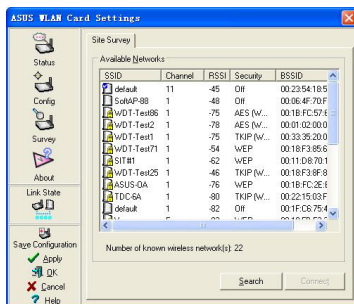 ASUS WLAN Card Settings
Status
Config
Survey
About
Link State
Save Configuration
Apply
OK
Cancel
Help
Site Survey
Available Networks
SSID Channel RSSI Security BSSID
default 11 -45 Off 00:23:54:18:5
SoftAP-88 1 -48 Off 00:06:4F:70:F
WDT-Test86 1 -75 AES (W... 00:1B:FC:57:8
WDT-Test2 1 -78 AES (W... 00:01:02:00:0
WDT-Test1 1 -75 TKIP (W... 00:33:35:20:0
WDT-Test71 1 -54 WEP 00:18:F3:85:6
SIT#1 1 -62 WEP 00:11:D8:70:1
WDT-Test25 1 -46 TKIP (W... 00:18:F3:8F:8
ASUS-OA 1 -76 WEP 00:1B:FC:2E:8
TDC-6A 1 -80 TKIP (W... 00:22:15:03:F
default 1 -82 Off 00:1F:C6:75:4
Number of known wireless network(s): 22
Search
Connect